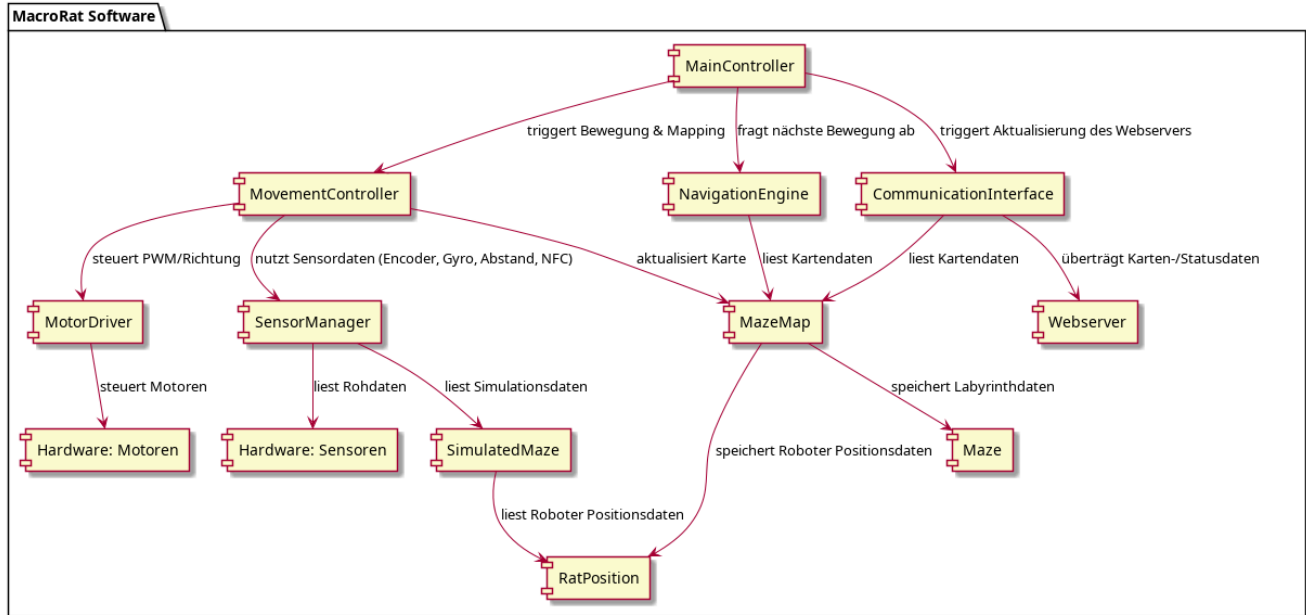 MacroRat Software
MainController
triggert Bewegung & Mapping
fragt nächste Bewegung ab
triggert Aktualisierung des Webservers
MovementController
NavigationEngine
CommunicationInterface
steuert PWM/Richtung
nutzt Sensordaten (Encoder, Gyro, Abstand, NFC)
aktualisiert Karte
liest Kartendaten
liest Kartendaten
überträgt Karten-/Statusdaten
MotorDriver
SensorManager
MazeMap
Webserver
steuert Motoren
liest Rohdaten
liest Simulationsdaten
speichert Labyrinthdaten
Hardware: Motoren
Hardware: Sensoren
SimulatedMaze
speichert Roboter Positionsdaten
Maze
liest Roboter Positionsdaten
RatPosition